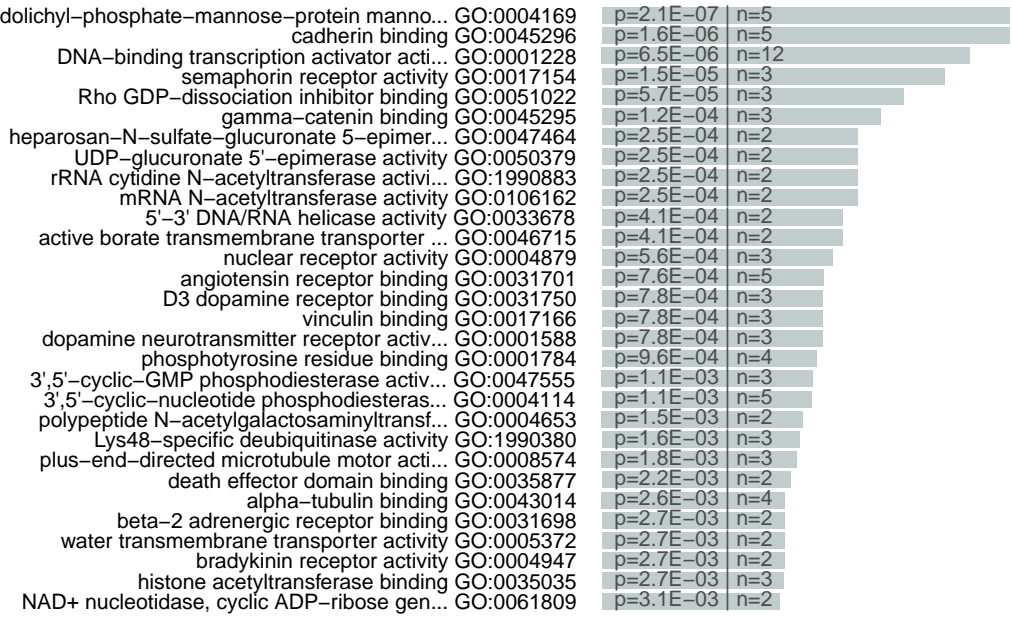 dolichyl−phosphate−mannose−protein manno... GO:0004169 p=2.1E−07 n=5
cadherin binding GO:0045296 p=1.6E−06 n=5
DNA−binding transcription activator acti... GO:0001228 p=6.5E−06 n=12
semaphorin receptor activity GO:0017154 p=1.5E−05 n=3
Rho GDP−dissociation inhibitor binding GO:0051022 p=5.7E−05 n=3
gamma−catenin binding GO:0045295 p=1.2E−04 n=3
heparosan−N−sulfate−glucuronate 5−epimer... GO:0047464 p=2.5E−04 n=2
UDP−glucuronate 5'−epimerase activity GO:0050379 p=2.5E−04 n=2
rRNA cytidine N−acetyltransferase activi... GO:1990883 p=2.5E−04 n=2
mRNA N−acetyltransferase activity GO:0106162 p=2.5E−04 n=2
5'−3' DNA/RNA helicase activity GO:0033678 p=4.1E−04 n=2
active borate transmembrane transporter ... GO:0046715 p=4.1E−04 n=2
nuclear receptor activity GO:0004879 p=5.6E−04 n=3
angiotensin receptor binding GO:0031701 p=7.6E−04 n=5
D3 dopamine receptor binding GO:0031750 p=7.8E−04 n=3
vinculin binding GO:0017166 p=7.8E−04 n=3
dopamine neurotransmitter receptor activ... GO:0001588 p=7.8E−04 n=3
phosphotyrosine residue binding GO:0001784 p=9.6E−04 n=4
3',5'−cyclic−GMP phosphodiesterase activ... GO:0047555 p=1.1E−03 n=3
3',5'−cyclic−nucleotide phosphodiesteras... GO:0004114 p=1.1E−03 n=5
polypeptide N−acetylgalactosaminyltransf... GO:0004653 p=1.5E−03 n=2
Lys48−specific deubiquitinase activity GO:1990380 p=1.6E−03 n=3
plus−end−directed microtubule motor acti... GO:0008574 p=1.8E−03 n=3
death effector domain binding GO:0035877 p=2.2E−03 n=2
alpha−tubulin binding GO:0043014 p=2.6E−03 n=4
beta−2 adrenergic receptor binding GO:0031698 p=2.7E−03 n=2
water transmembrane transporter activity GO:0005372 p=2.7E−03 n=2
bradykinin receptor activity GO:0004947 p=2.7E−03 n=2
histone acetyltransferase binding GO:0035035 p=2.7E−03 n=3
NAD+ nucleotidase, cyclic ADP−ribose gen... GO:0061809 p=3.1E−03 n=2